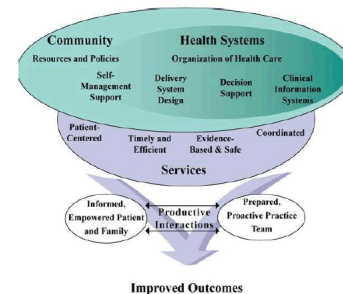 Community
Health Systems
Resources and Policies
Organization of Health Care
Self-
Management
Support
Delivery
System
Design
Decision
Support
Clinical
Information
Systems
Patient-
Centered
Timely and
Efficient
Evidence-
Based & Safe
Coordinated
Services
Informed,
Empowered Patient
and Family
Productive
Interactions
Prepared,
Proactive Practice
Team
Improved Outcomes